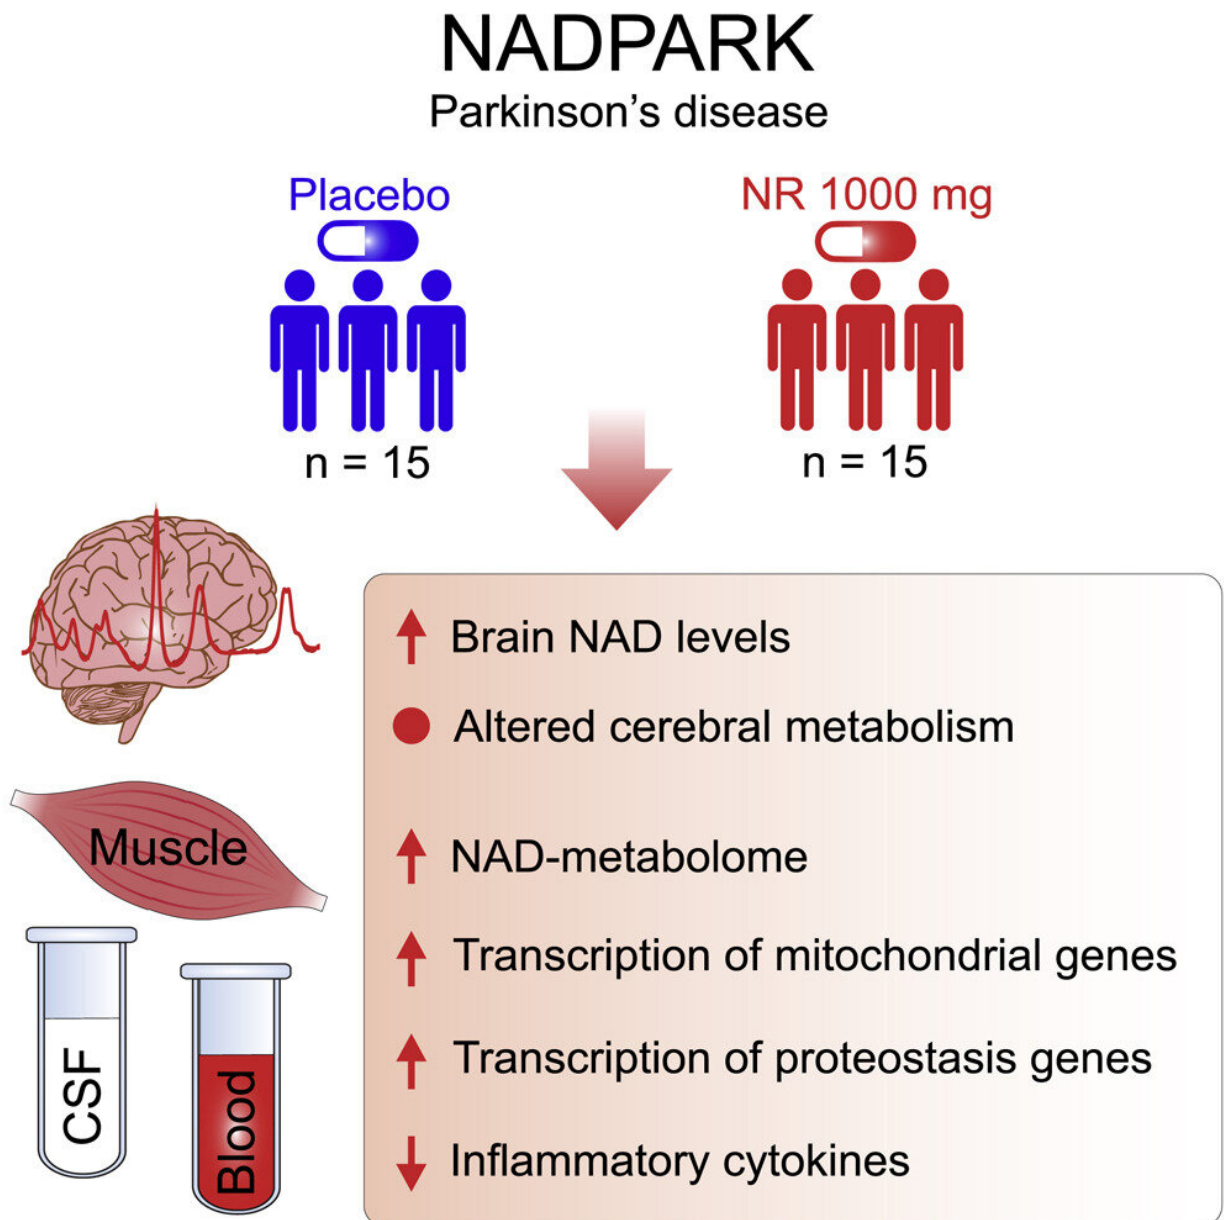 NADPARK
Parkinson’s disease
Placebo
NR 1000 mg
n = 15
n = 15
Brain NAD levels
Altered cerebral metabolism
Muscle
NAD-metabolome
Transcription of mitochondrial genes
Transcription of proteostasis genes
Inflammatory cytokines
CSF
Blood